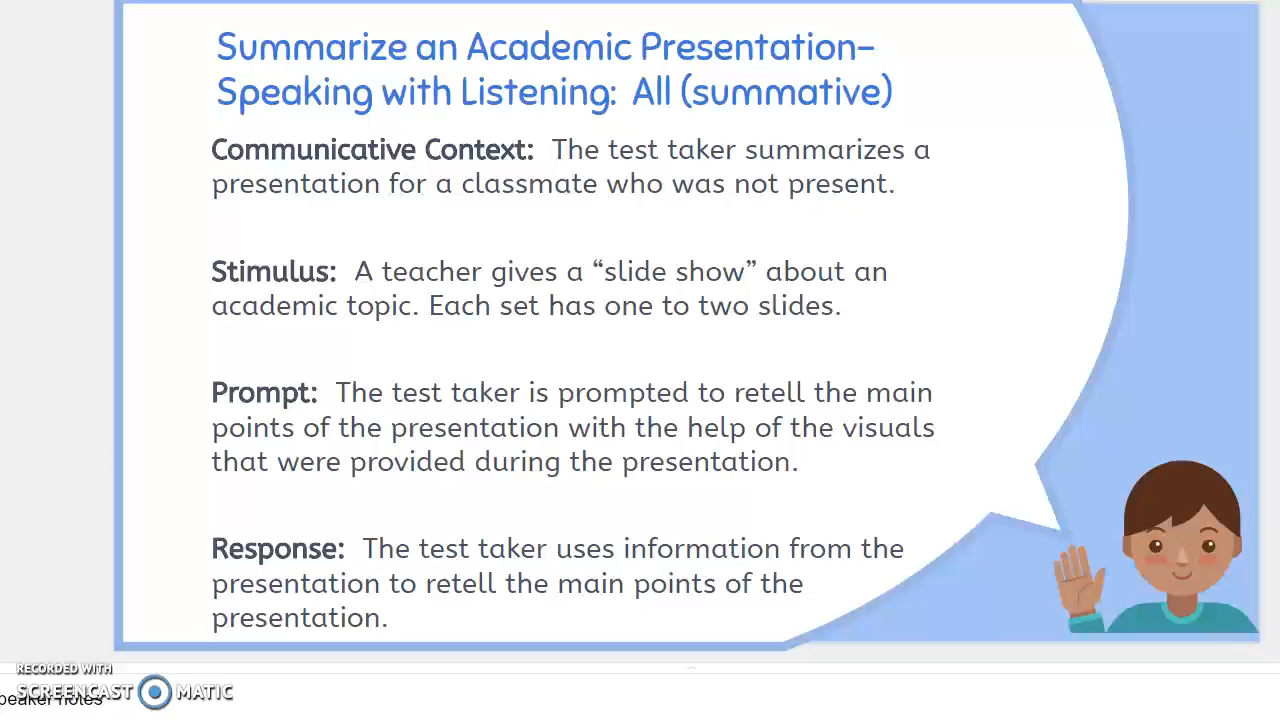 Summarize an Academic Presentation–
Speaking with Listening: All (summative)
Communicative Context: The test taker summarizes a
presentation for a classmate who was not present.
Stimulus: A teacher gives a “slide show” about an
academic topic. Each set has one to two slides.
Prompt: The test taker is prompted to retell the main
points of the presentation with the help of the visuals
that were provided during the presentation.
Response: The test taker uses information from the
presentation to retell the main points of the
presentation.
RECORDED WITH
SCREENCAST MATIC
peaker notes